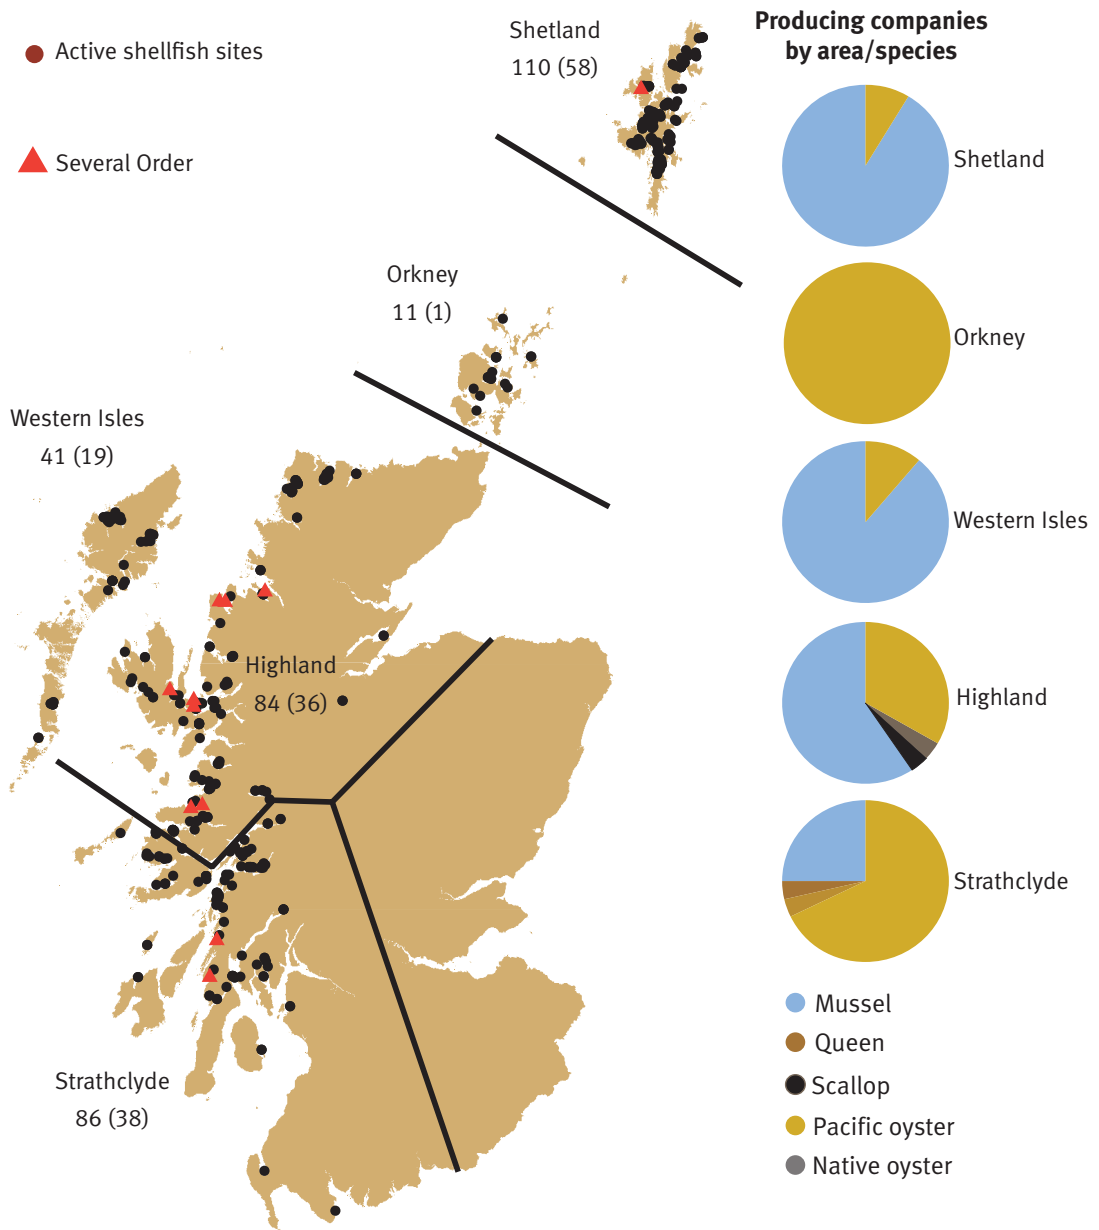 Active shellfish sites
Several Order
Shetland
110 (58)
Orkney
11 (1)
Western Isles
41 (19)
Highland
84 (36)
Strathclyde
86 (38)
Producing companies
by area/species
Shetland
Orkney
Western Isles
Highland
Strathclyde
Mussel
Queen
Scallop
Pacific oyster
Native oyster